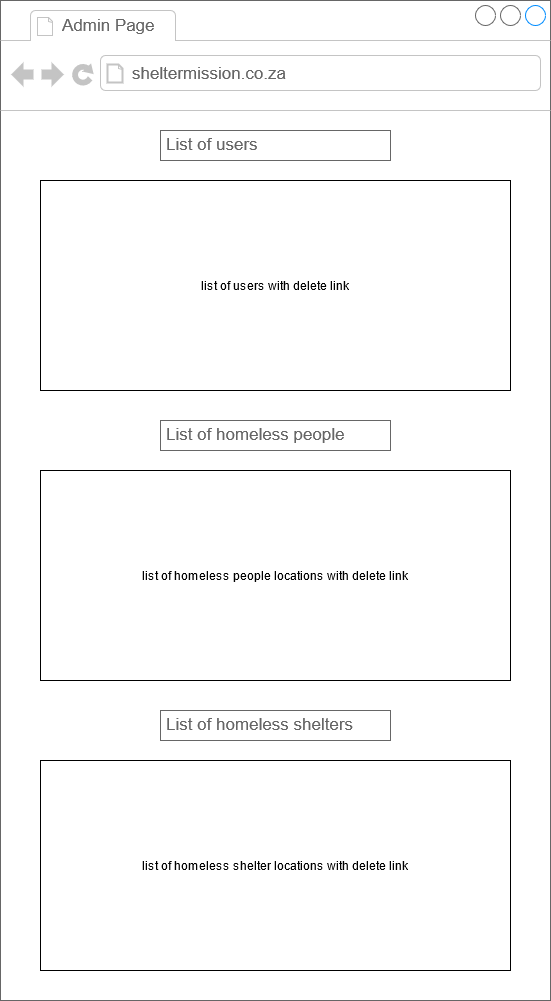 Admin Page
sheltermission.co.za
List of users
list of users with delete link
List of homeless people
list of homeless people locations with delete link
List of homeless shelters
list of homeless shelter locations with delete link